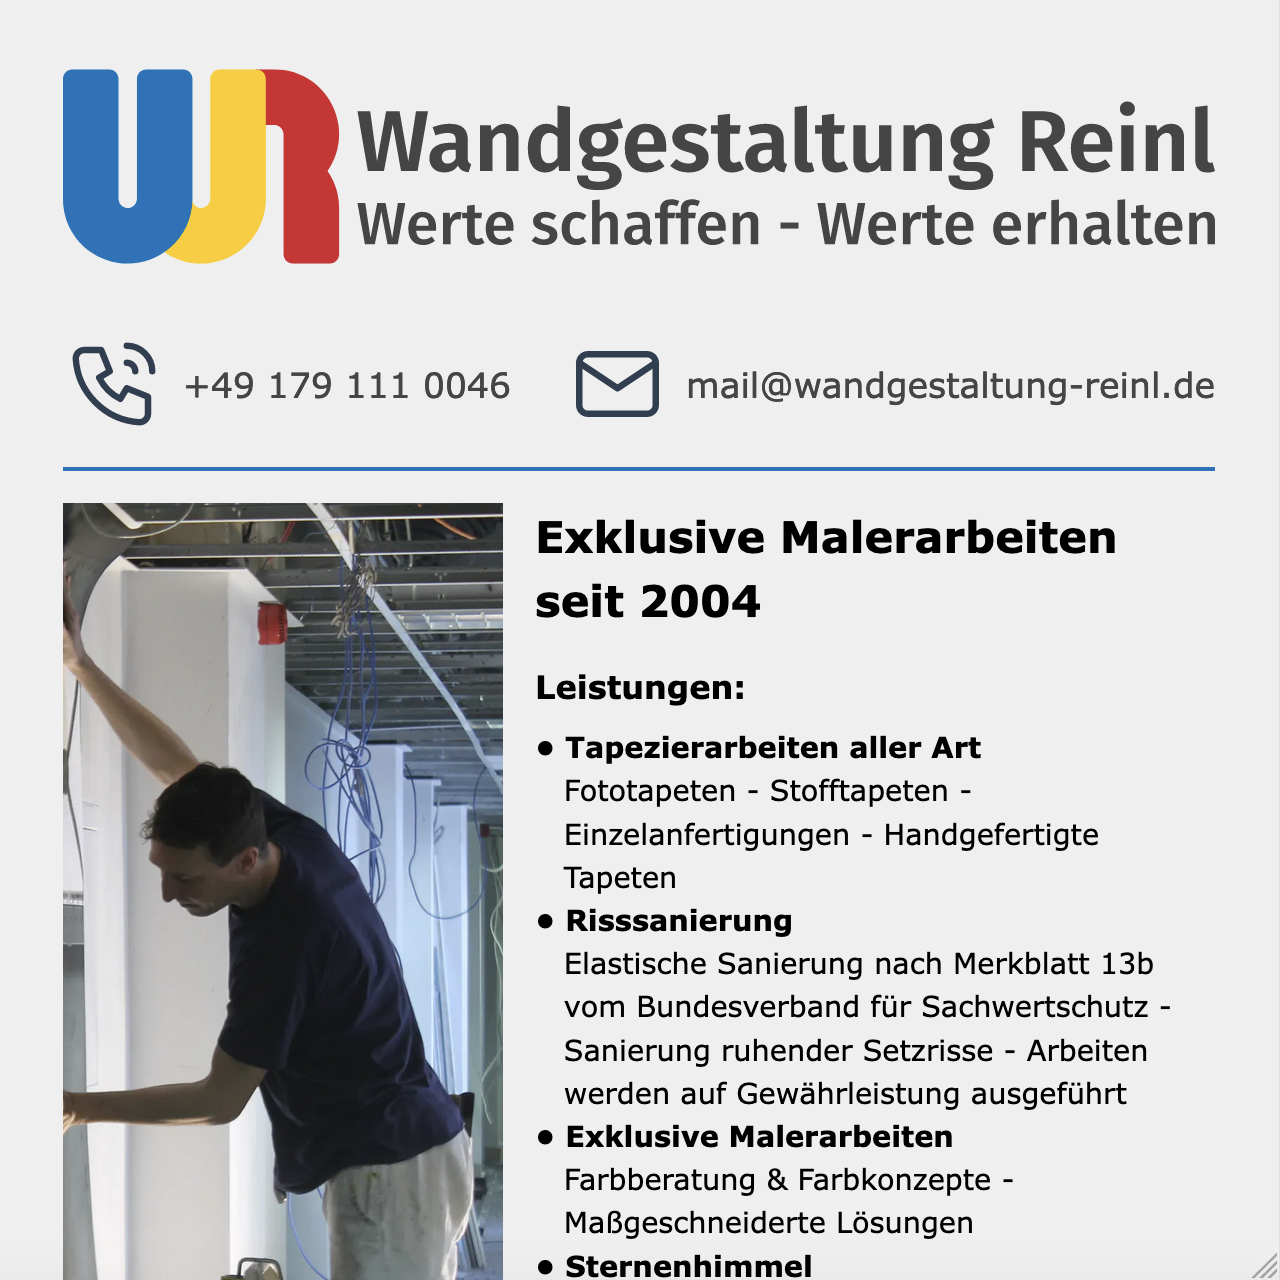 WR
Wandgestaltung Reinl
Werte schaffen - Werte erhalten
+49 179 111 0046
mail@wandgestaltung-reinl.de
Exklusive Malerarbeiten
seit 2004
Leistungen:
• Tapezierarbeiten aller Art
Fototapeten - Stofftapeten -
Einzelanfertigungen - Handgefertigte
Tapeten
• Risssanierung
Elastische Sanierung nach Merkblatt 13b
vom Bundesverband für Sachwertschutz -
Sanierung ruhender Setzrisse - Arbeiten
werden auf Gewährleistung ausgeführt
• Exklusive Malerarbeiten
Farbberatung & Farbkonzepte -
Maßgeschneiderte Lösungen
• Sternenhimmel